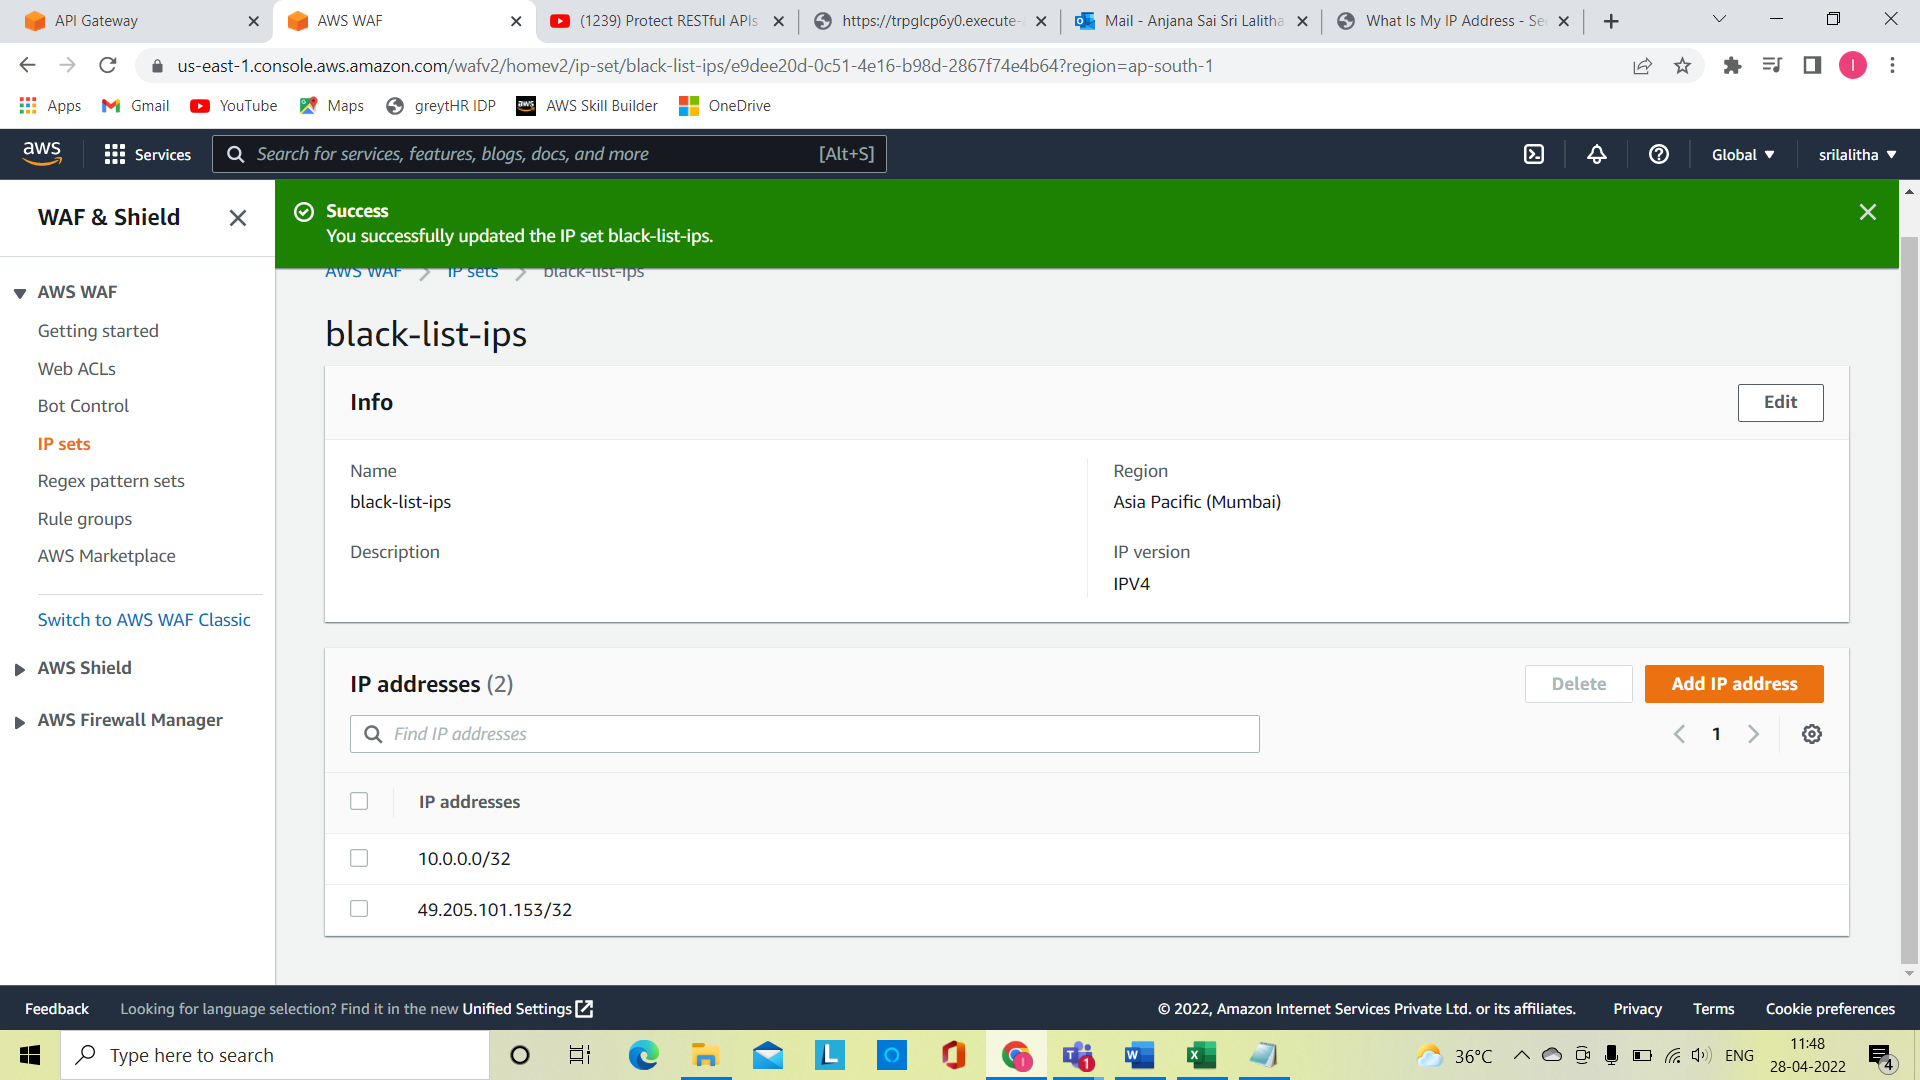 API Gateway
AWS WAF
(1239) Protect RESTful APIs
https://trpglcp6y0.execute-
Mail - Anjana Sai Sri Lalitha
What Is My IP Address - Se
us-east-1.console.aws.amazon.com/wafv2/homev2/ip-set/black-list-ips/e9dee20d-0c51-4e16-b98d-2867f74e4b64?region=ap-south-1
I
Apps
Gmail
YouTube
Maps
greytHR IDP
aws
AWS Skill Builder
OneDrive
aws
Services
Search for services, features, blogs, docs, and more
[Alt+S]
Global
srilalitha
WAF & Shield
AWS WAF
Getting started
Web ACLs
Bot Control
IP sets
Regex pattern sets
Rule groups
AWS Marketplace
Switch to AWS WAF Classic
AWS Shield
AWS Firewall Manager
Success
You successfully updated the IP set black-list-ips.
AWS WAF
IP sets
black-list-ips
black-list-ips
Info
Edit
Name
black-list-ips
Region
Asia Pacific (Mumbai)
Description
IP version
IPV4
IP addresses (2)
Delete
Add IP address
Find IP addresses
1
IP addresses
10.0.0.0/32
49.205.101.153/32
Feedback
Looking for language selection? Find it in the new Unified Settings
© 2022, Amazon Internet Services Private Ltd. or its affiliates.
Privacy
Terms
Cookie preferences
Type here to search
36°C
ENG
11:48
28-04-2022
4